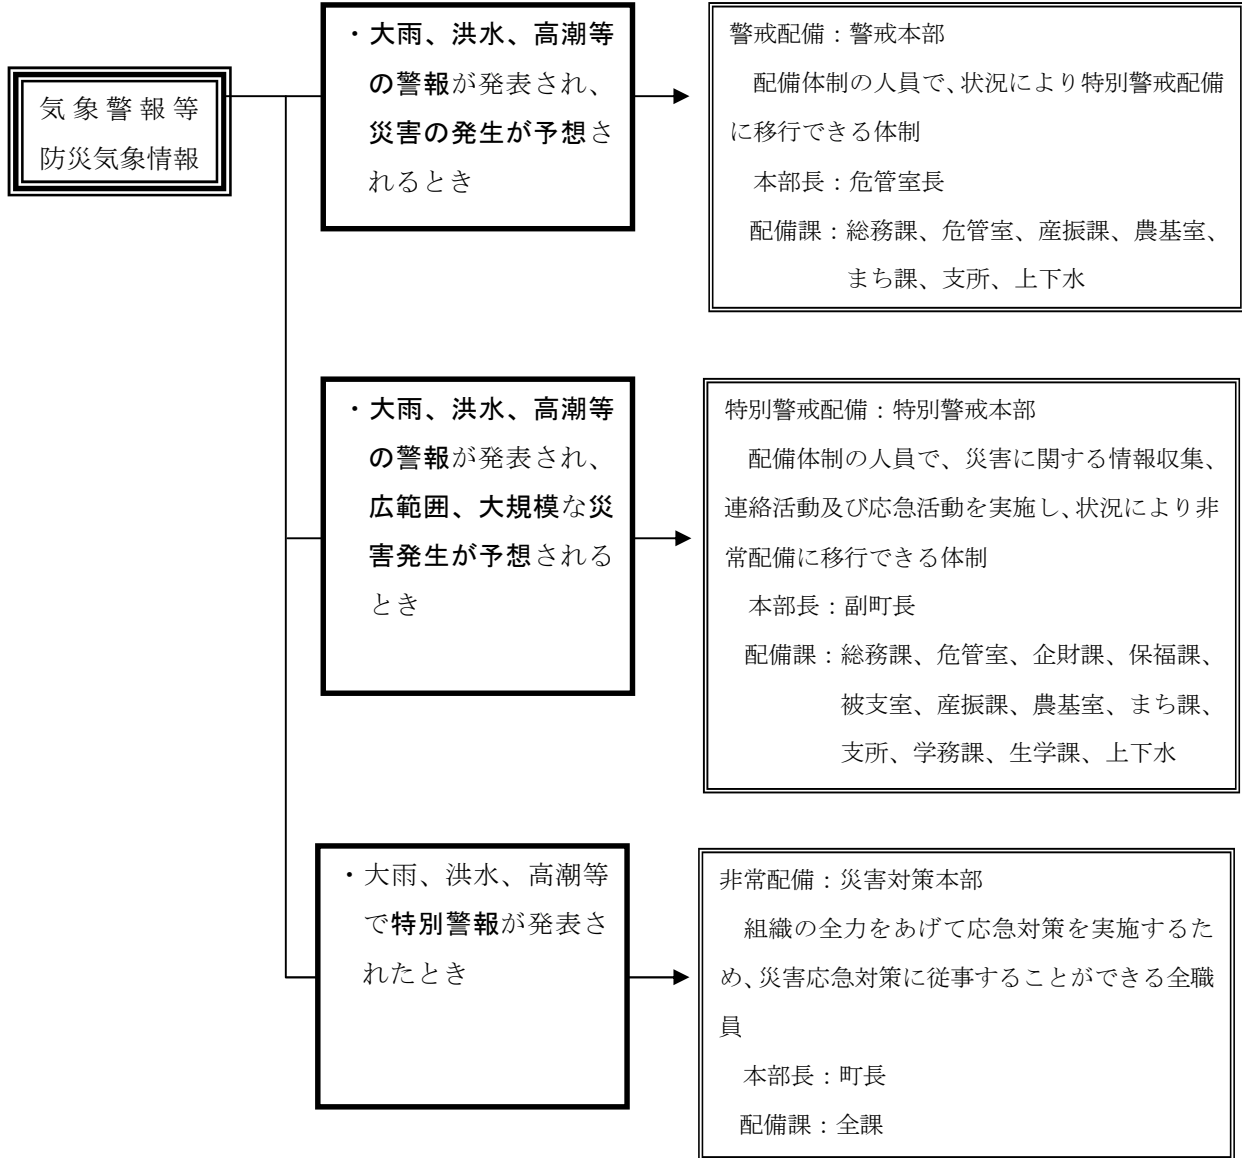 気象警報等
防災気象情報
・大雨、洪水、高潮等
の警報が発表され、
災害の発生が予想さ
れるとき
警戒配備：警戒本部
配備体制の人員で、状況により特別警戒配備
に移行できる体制
本部長：危管室長
配備課：総務課、危管室、産振課、農基室、
まち課、支所、上下水
・大雨、洪水、高潮等
の警報が発表され、
広範囲、大規模な災
害発生が予想される
とき
特別警戒配備：特別警戒本部
配備体制の人員で、災害に関する情報収集、
連絡活動及び応急活動を実施し、状況により非
常配備に移行できる体制
本部長：副町長
配備課：総務課、危管室、企財課、保福課、
被支室、産振課、農基室、まち課、
支所、学務課、生学課、上下水
・大雨、洪水、高潮等
で特別警報が発表さ
れたとき
非常配備：災害対策本部
組織の全力をあげて応急対策を実施するた
め、災害応急対策に従事することができる全職
員
本部長：町長
配備課：全課